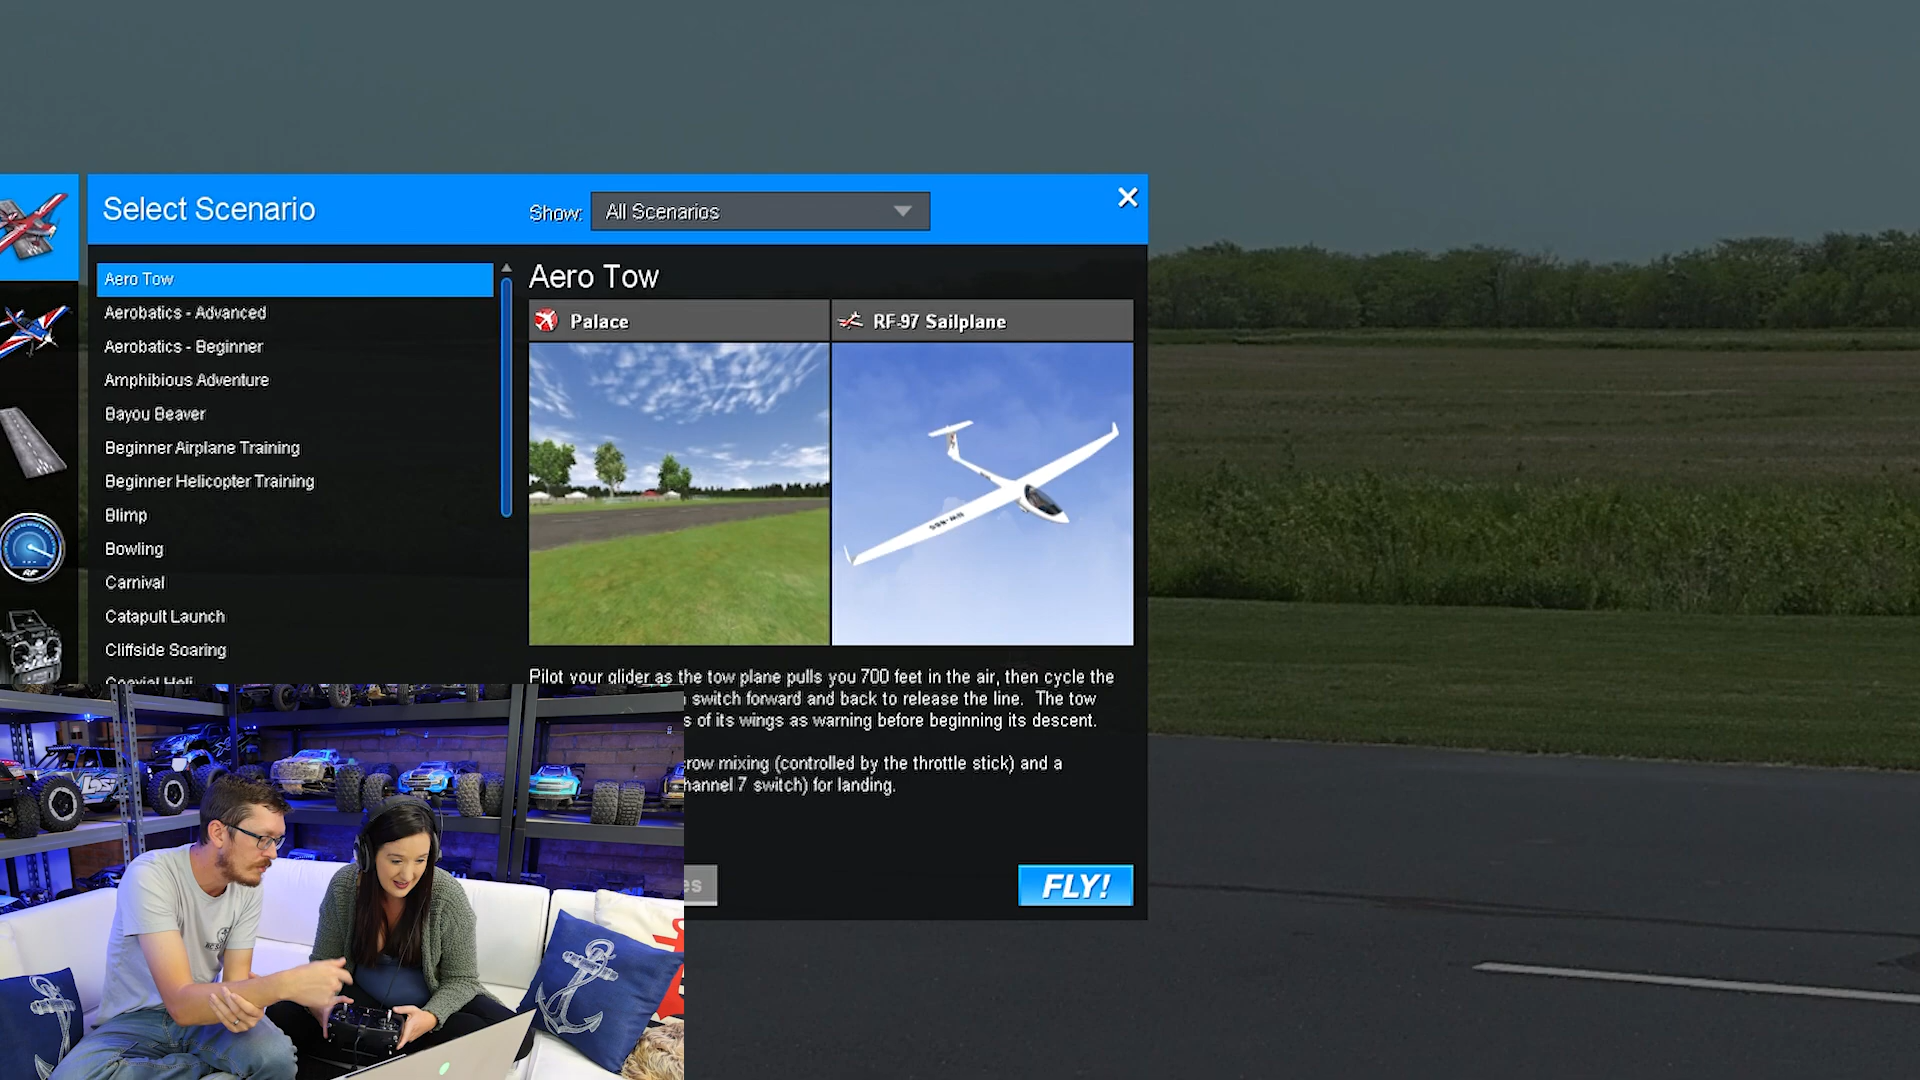 Select Scenario
Show:
All Scenarios
Aero Tow
Aerobatics - Advanced
Aerobatics - Beginner
Amphibious Adventure
Bayou Beaver
Beginner Airplane Training
Beginner Helicopter Training
Blimp
Bowling
Carnival
Catapult Launch
Cliffside Soaring
Coaxial Heli
Aero Tow
Palace
RF-97 Sailplane
Pilot your glider as the tow plane pulls you 700 feet in the air, then cycle the
switch forward and back to release the line. The tow
of its wings as warning before beginning its descent.
mixing (controlled by the throttle stick) and a
7 switch) for landing.
FLY!
RF
LOSI